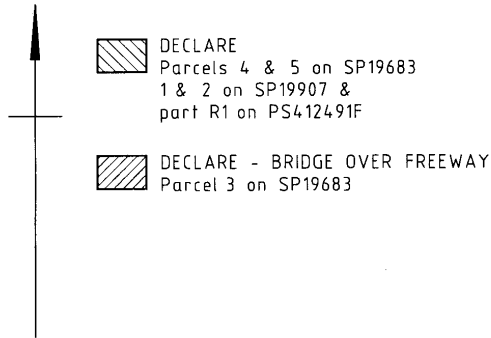 DECLARE
Parcels 4 & 5 on SP19683
1 & 2 on SP19907 &
part R1 on PS412491F
DECLARE - BRIDGE OVER FREEWAY
Parcel 3 on SP19683